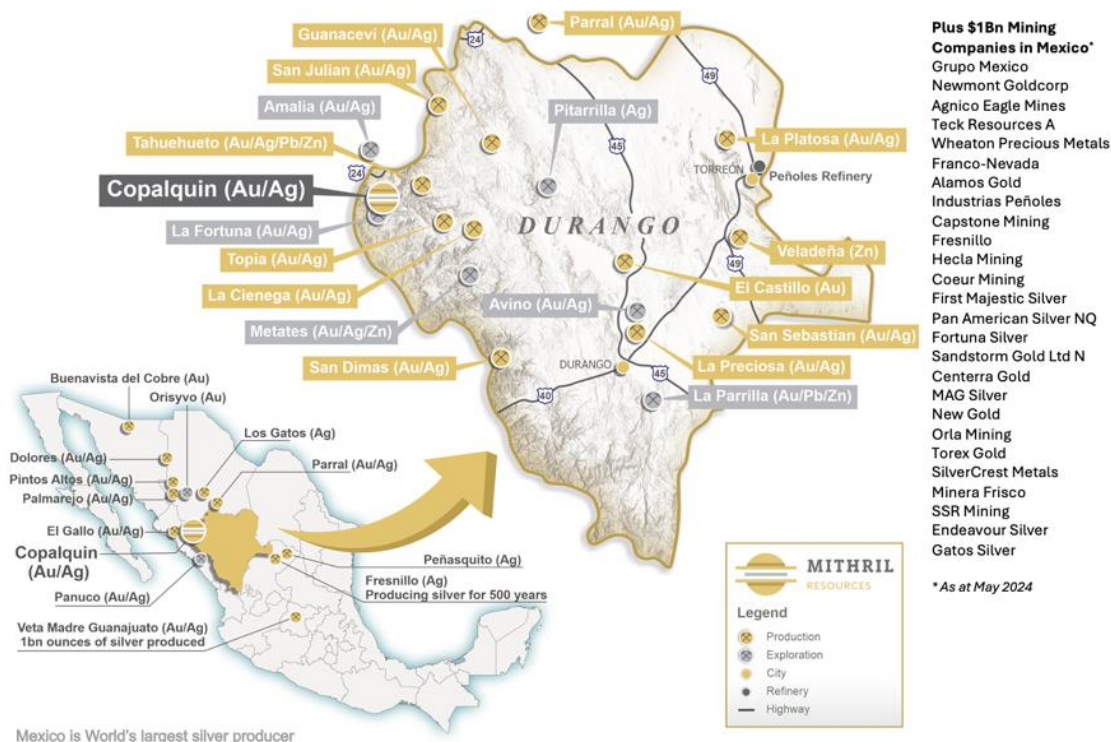 Parral (Au/Ag)
24
Guanacevi (Au/Ag)
San Julian (Au/Ag)
49
Amalia (Au/Ag)
Pitarrilla (Ag)
45
La Platosa (Au/Ag)
Tahuehueto (Au/Ag/Pb/Zn)
TORREÓN
Peñoles Refinery
24
Copalquin (Au/Ag)
La Fortuna (Au/Ag)
DURANGO
Topia (Au/Ag)
Veladeña (Zn)
49
La Cienega (Au/Ag)
El Castillo (Au)
Metates (Au/Ag/Zn)
Avino (Au/Ag)
San Sebastian (Au/Ag)
San Dimas (Au/Ag)
La Preciosa (Au/Ag)
DURANGO
45
40
La Parrilla (Au/Pb/Zn)
Buenavista del Cobre (Au)
Orisyvo (Au)
Los Gatos (Ag)
Dolores (Au/Ag)
Parral (Au/Ag)
Pintos Altos (Au/Ag)
Palmarejo (Au/Ag)
El Gallo (Au/Ag)
Copalquin
(Au/Ag)
Peñasquito (Ag)
Panuco (Au/Ag)
Fresnillo (Ag)
Producing silver for 500 years
Veta Madre Guanajuato (Au/Ag)
1bn ounces of silver produced
Mexico is World's largest silver producer
MITHRIL
RESOURCES
Legend
Production
Exploration
City
Refinery
Highway
Plus $1Bn Mining
Companies in Mexico*
Grupo Mexico
Newmont Goldcorp
Agnico Eagle Mines
Teck Resources A
Wheaton Precious Metals
Franco-Nevada
Alamos Gold
Industrias Peñoles
Capstone Mining
Fresnillo
Hecla Mining
Coeur Mining
First Majestic Silver
Pan American Silver NQ
Fortuna Silver
Sandstorm Gold Ltd N
Centerra Gold
MAG Silver
New Gold
Orla Mining
Torex Gold
SilverCrest Metals
Minera Frisco
SSR Mining
Endeavour Silver
Gatos Silver
* As at May 2024